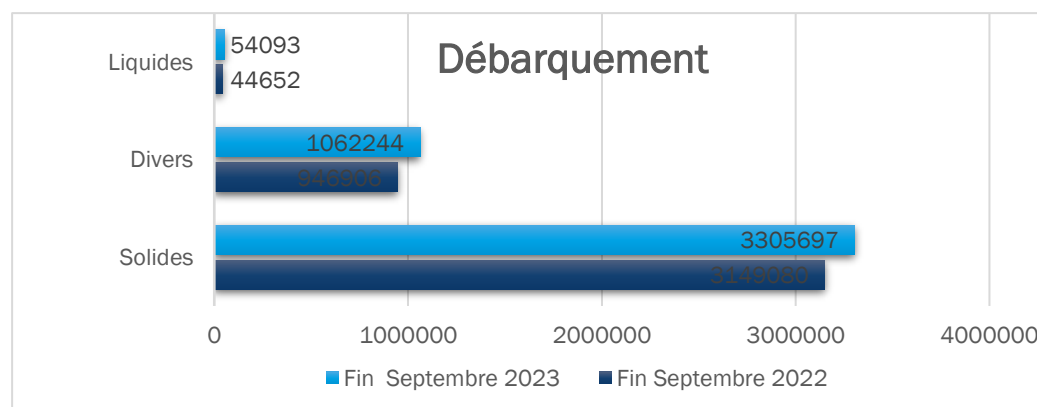 Débarquement
Liquides
54093
44652
Divers
1062244
Solides
3305697
3149080
0 1000000 2000000 3000000 4000000
Fin Septembre 2023 Fin Septembre 2022